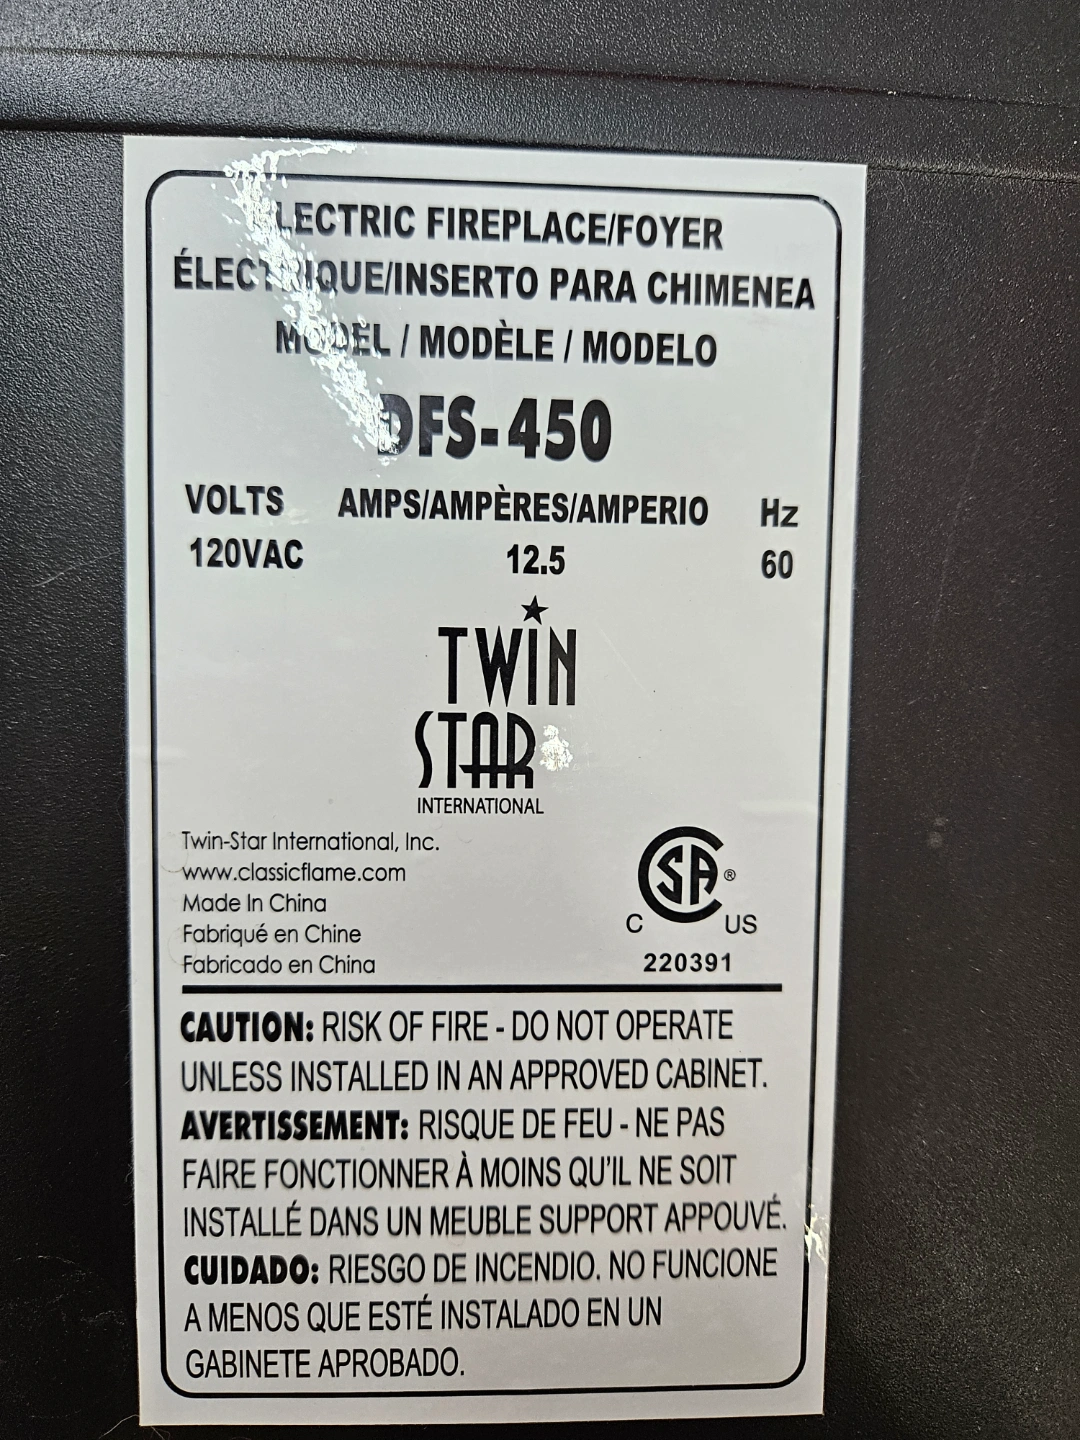 ELECTRIC FIREPLACE/FOYER
ÉLECTRIQUE/INSERTO PARA CHIMENEA
MODEL / MODÈLE / MODELO
DFS-450
VOLTS AMPS/AMPÈRES/AMPERIO Hz
120VAC 12.5 60
TWIN
STAR
INTERNATIONAL
Twin-Star International, Inc.
www.classicflame.com
Made In China
Fabriqué en Chine
Fabricado en China
CSA®
C US
220391
CAUTION: RISK OF FIRE - DO NOT OPERATE
UNLESS INSTALLED IN AN APPROVED CABINET.
AVERTISSEMENT: RISQUE DE FEU - NE PAS
FAIRE FONCTIONNER À MOINS QU'IL NE SOIT
INSTALLÉ DANS UN MEUBLE SUPPORT APPOUVÉ.
CUIDADO: RIESGO DE INCENDIO. NO FUNCIONE
A MENOS QUE ESTÉ INSTALADO EN UN
GABINETE APROBADO.